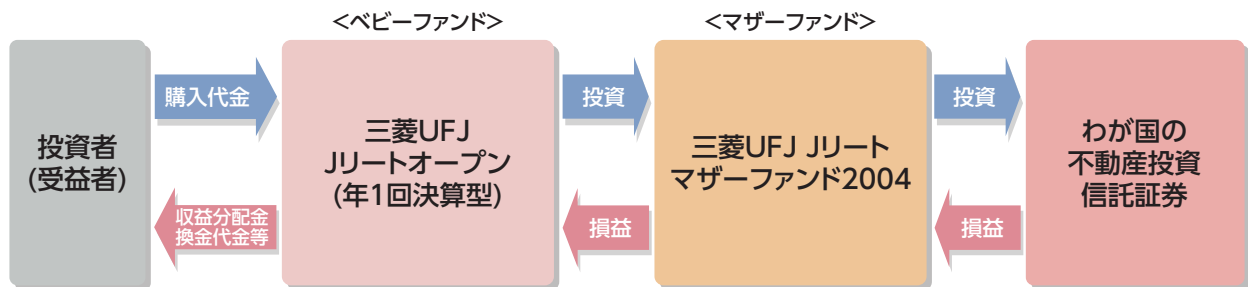 <ベビーファンド>
<マザーファンド>
投資者
(受益者)
購入代金
収益分配金
換金代金等
三菱UFJ
Jリートオープン
(年1回決算型)
投資
損益
三菱UFJ Jリート
マザーファンド2004
投資
損益
わが国の
不動産投資
信託証券